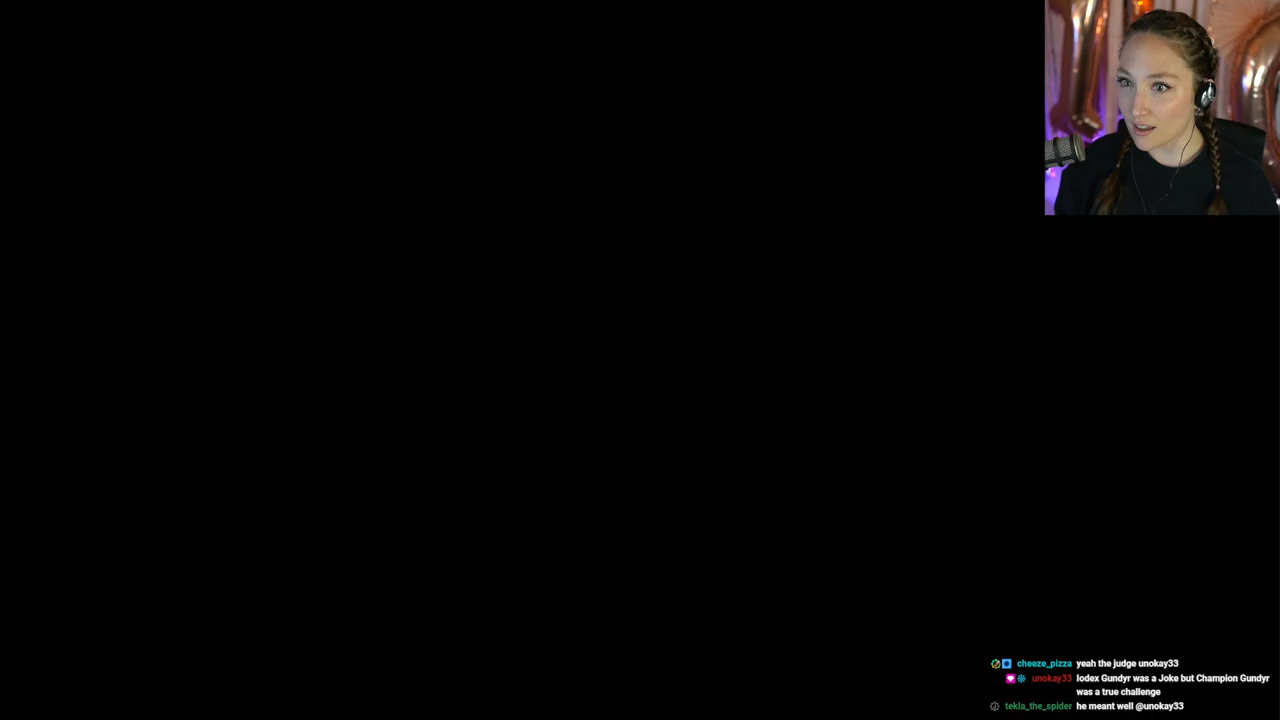 cheeze_pizza yeah the judge unokay33
unokay33 Iodex Gundyr was a Joke but Champion Gundyr
was a true challenge
tekla_the_spider he meant well @unokay33